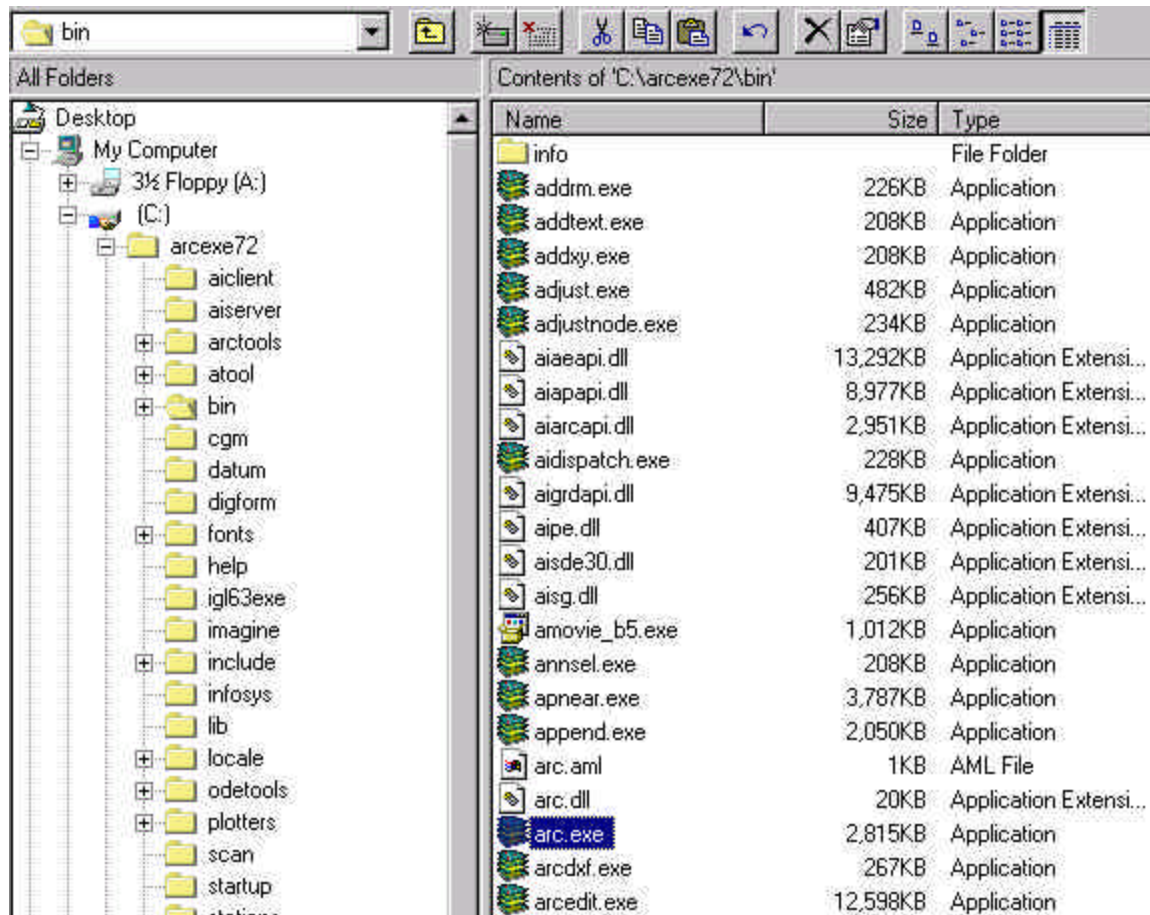 bin
All Folders
Contents of 'C:\arcexe72\bin'
Desktop
My Computer
3½ Floppy (A:)
(C:)
arcexe72
aiclient
aiserver
arctools
atool
bin
cgm
datum
digform
fonts
help
igl63exe
imagine
include
infosys
lib
locale
odetools
plotters
scan
startup
Name Size Type
info File Folder
addrm.exe 226KB Application
addtext.exe 208KB Application
addxy.exe 208KB Application
adjust.exe 482KB Application
adjustnode.exe 234KB Application
aiaeapi.dll 13,292KB Application Extensi...
aiapapi.dll 8,977KB Application Extensi...
aiarcapi.dll 2,951KB Application Extensi...
aidispatch.exe 228KB Application
aigrdapi.dll 9,475KB Application Extensi...
aipe.dll 407KB Application Extensi...
aisde30.dll 201KB Application Extensi...
aisg.dll 256KB Application Extensi...
amovie_b5.exe 1,012KB Application
annsel.exe 208KB Application
apnear.exe 3,787KB Application
append.exe 2,050KB Application
arc.aml 1KB AML File
arc.dll 20KB Application Extensi...
arc.exe 2,815KB Application
arcdxf.exe 267KB Application
arcedit.exe 12,598KB Application